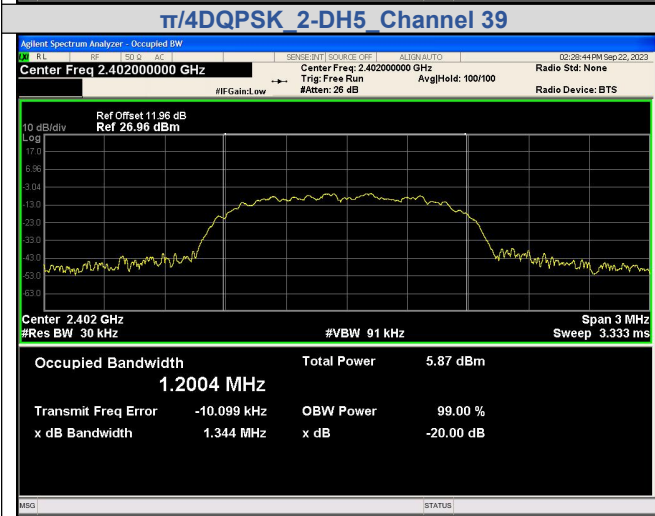 π/4DQPSK_2-DH5_Channel 39
Agilent Spectrum Analyzer - Occupied BW
RL RF 50 Ω AC SENSE:INT SOURCE OFF ALIGN AUTO 02:28:44 PM Sep 22, 2023
Center Freq 2.402000000 GHz Center Freq: 2.402000000 GHz Radio Std: None
Trig: Free Run Avg|Hold: 100/100
#IFGain:Low #Atten: 26 dB Radio Device: BTS
Ref Offset 11.96 dB
10 dB/div Ref 26.96 dBm
Log
17.0
6.96
-3.04
-13.0
-23.0
-33.0
-43.0
-53.0
-63.0
Center 2.402 GHz Span 3 MHz
#Res BW 30 kHz #VBW 91 kHz Sweep 3.333 ms
Occupied Bandwidth Total Power 5.87 dBm
1.2004 MHz
Transmit Freq Error -10.099 kHz OBW Power 99.00 %
x dB Bandwidth 1.344 MHz x dB -20.00 dB
MSG STATUS